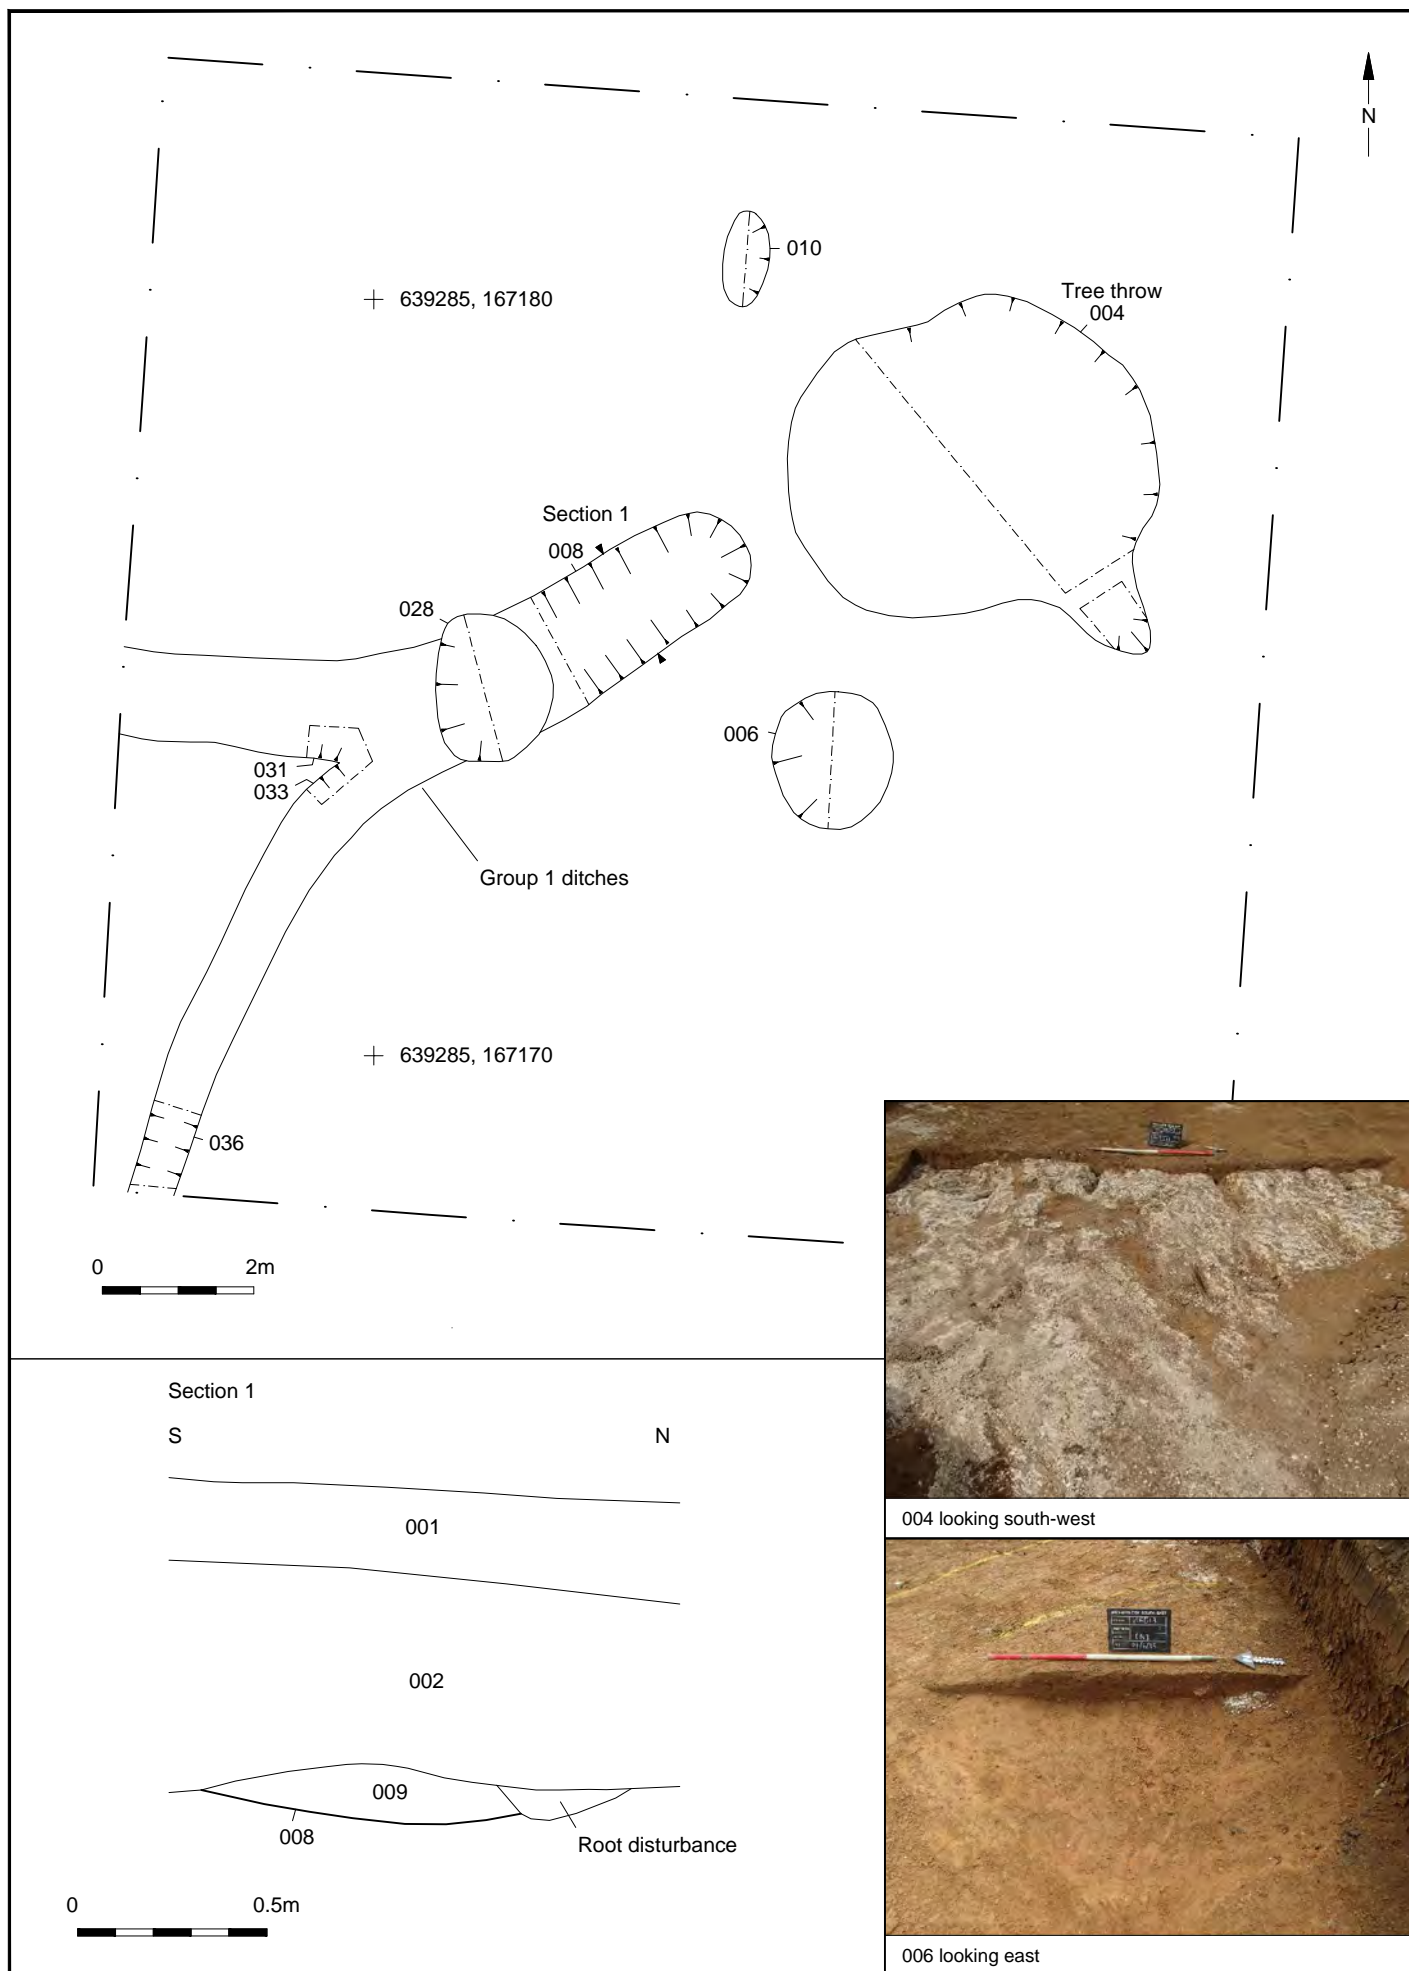 N
010
639285, 167180
Tree throw
004
Section 1
008
028
006
031
033
Group 1 ditches
639285, 167170
036
0 2m
Section 1
S N
001
002
009
008
Root disturbance
0 0.5m
004 looking south-west
006 looking east